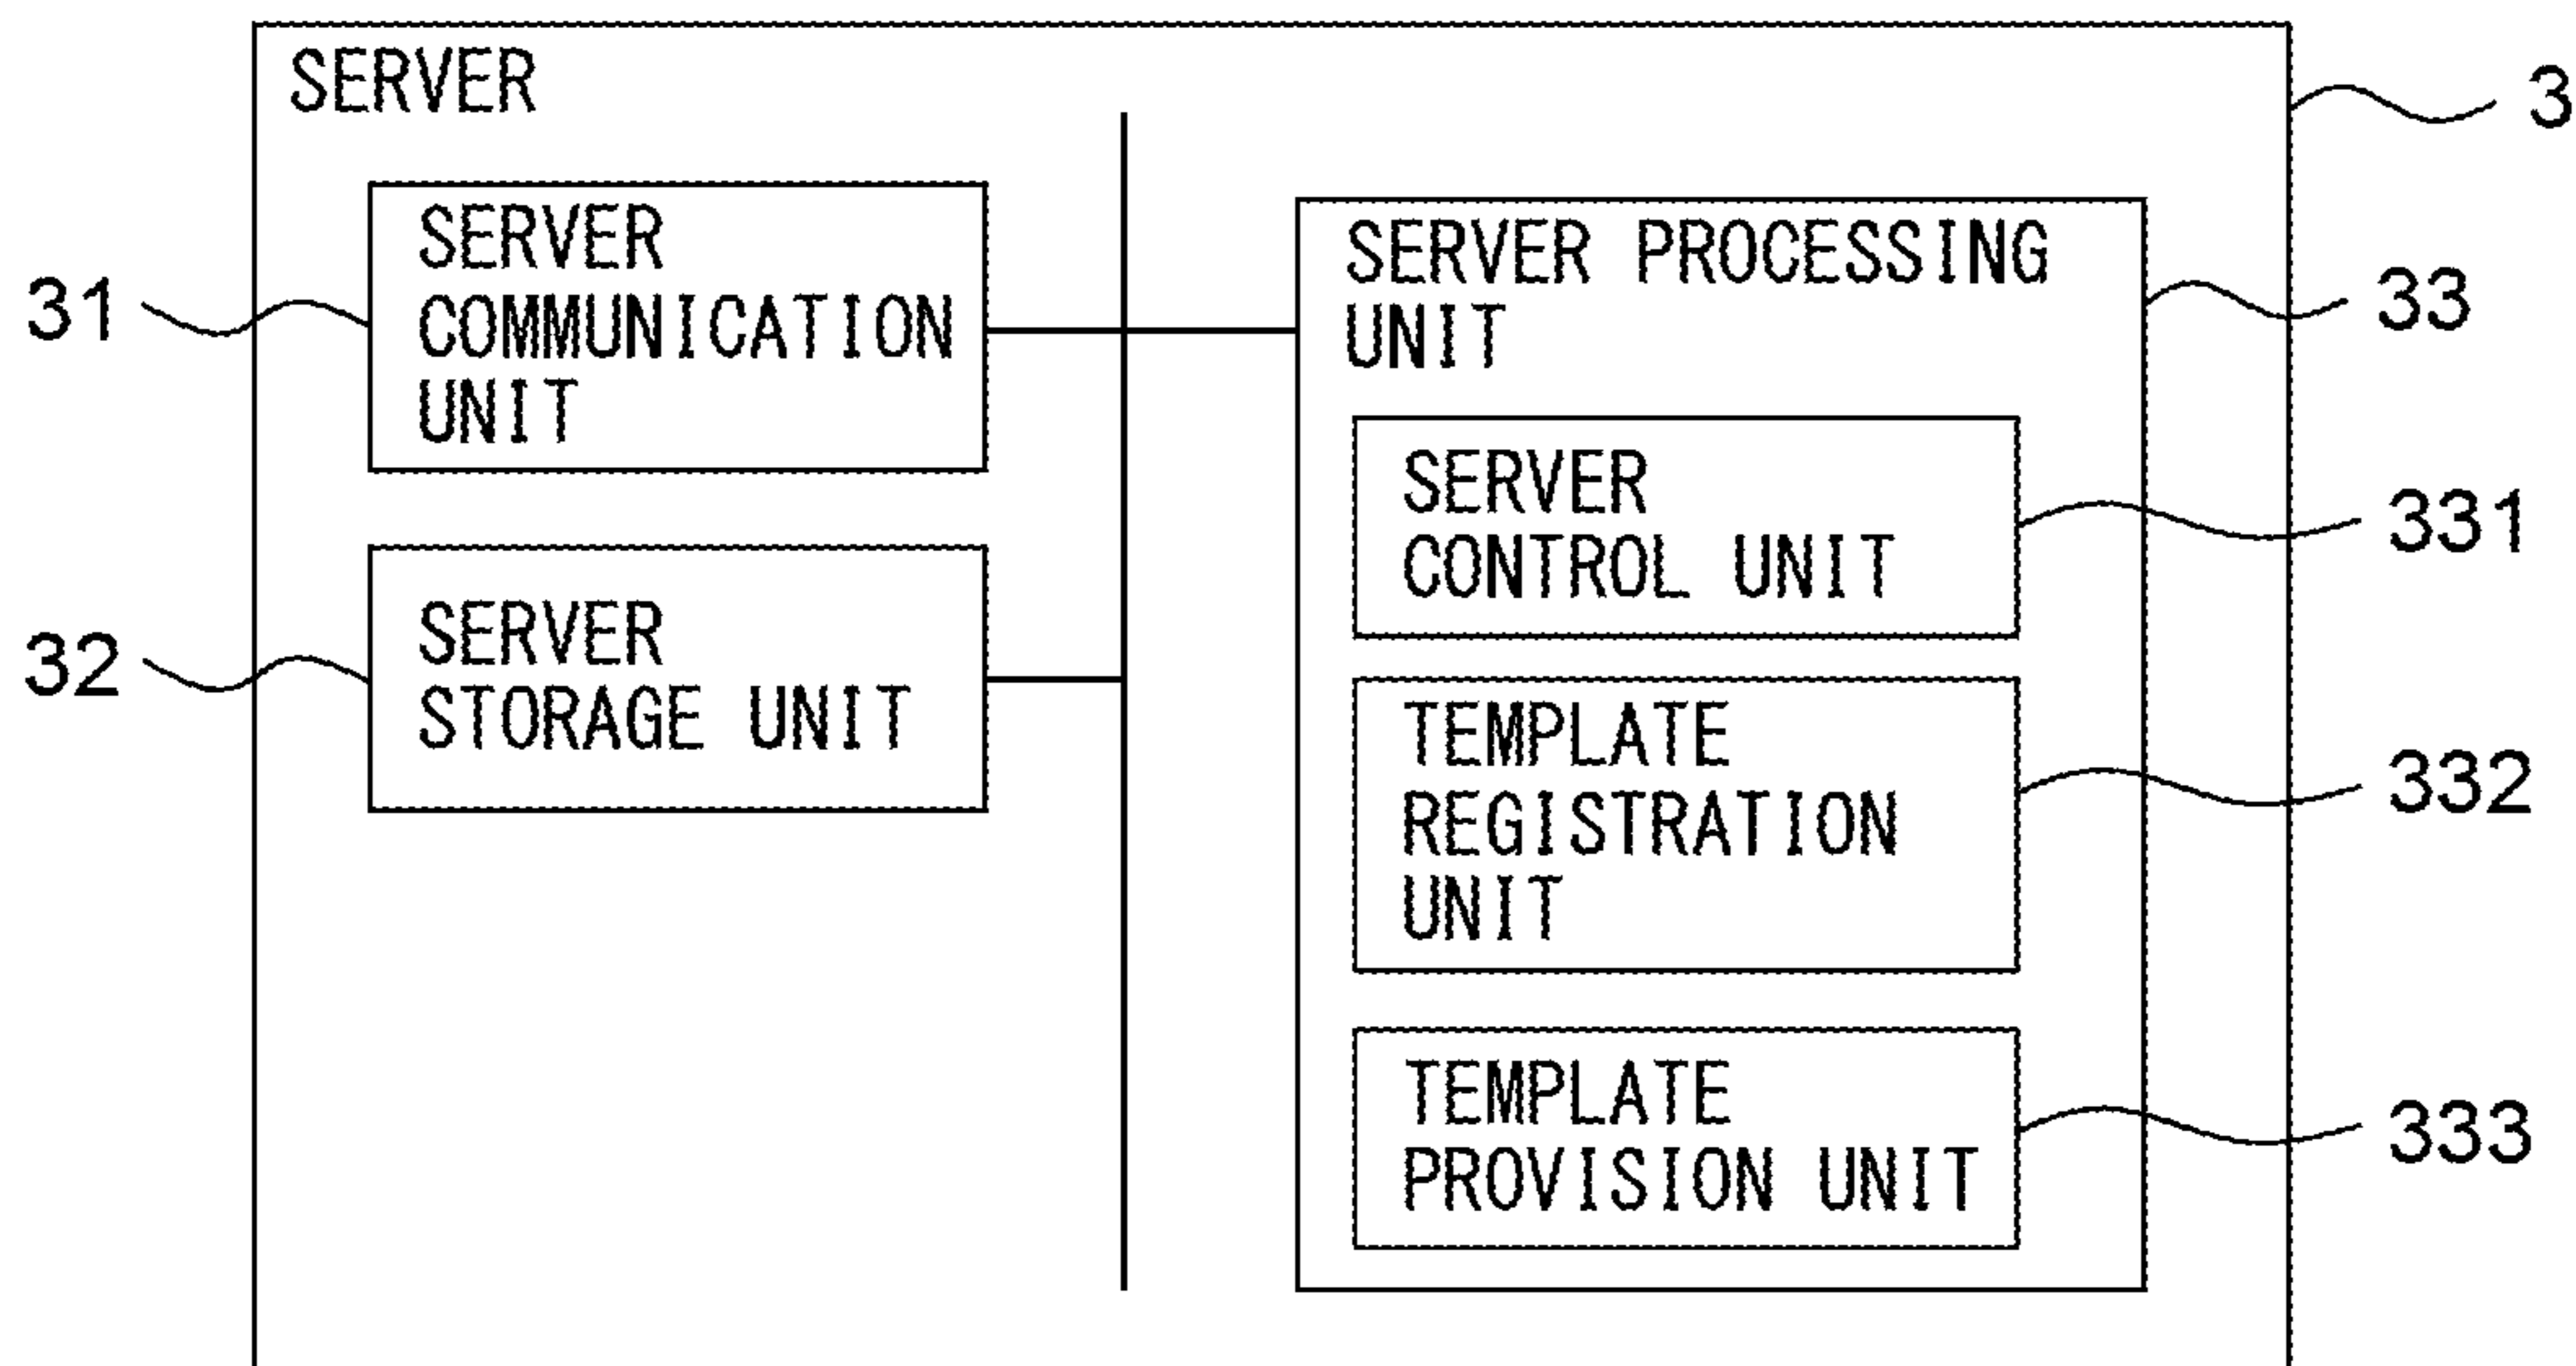 SERVER
3
SERVER
COMMUNICATION
UNIT
31
SERVER
STORAGE UNIT
32
SERVER PROCESSING
UNIT
33
SERVER
CONTROL UNIT
331
TEMPLATE
REGISTRATION
UNIT
332
TEMPLATE
PROVISION UNIT
333